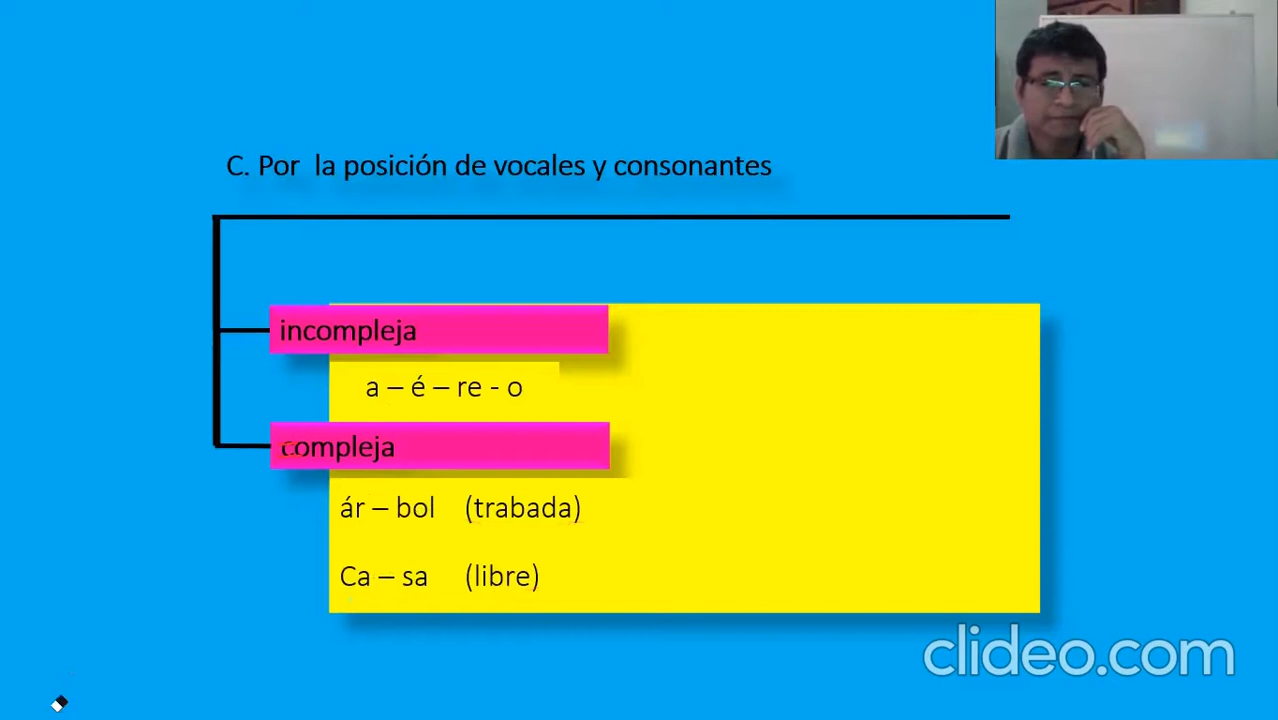 C. Por la posición de vocales y consonantes
incompleja
a – é – re - o
compleja
ár – bol (trabada)
Ca – sa (libre)
clideo.com